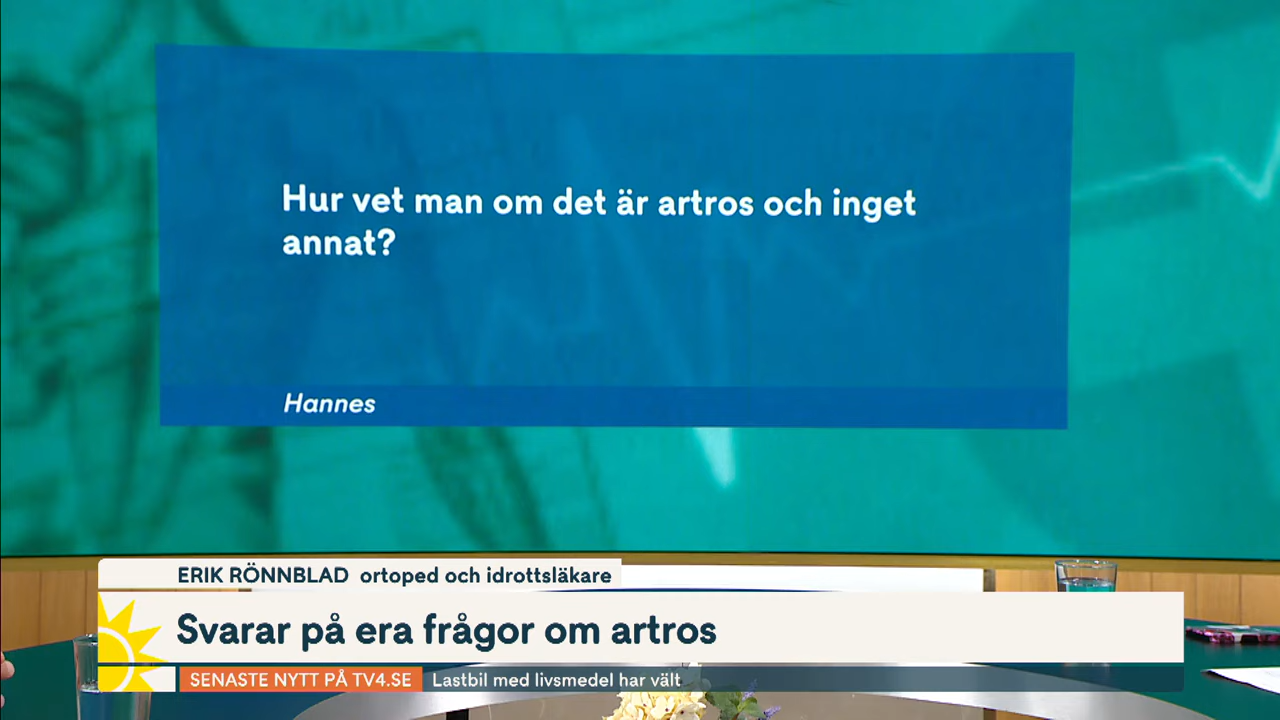 Hur vet man om det är artros och inget
annat?
Hannes
ERIK RÖNNBLAD ortoped och idrottsläkare
Svarar på era frågor om artros
SENASTE NYTT PÅ TV4.SE Lastbil med livsmedel har vält